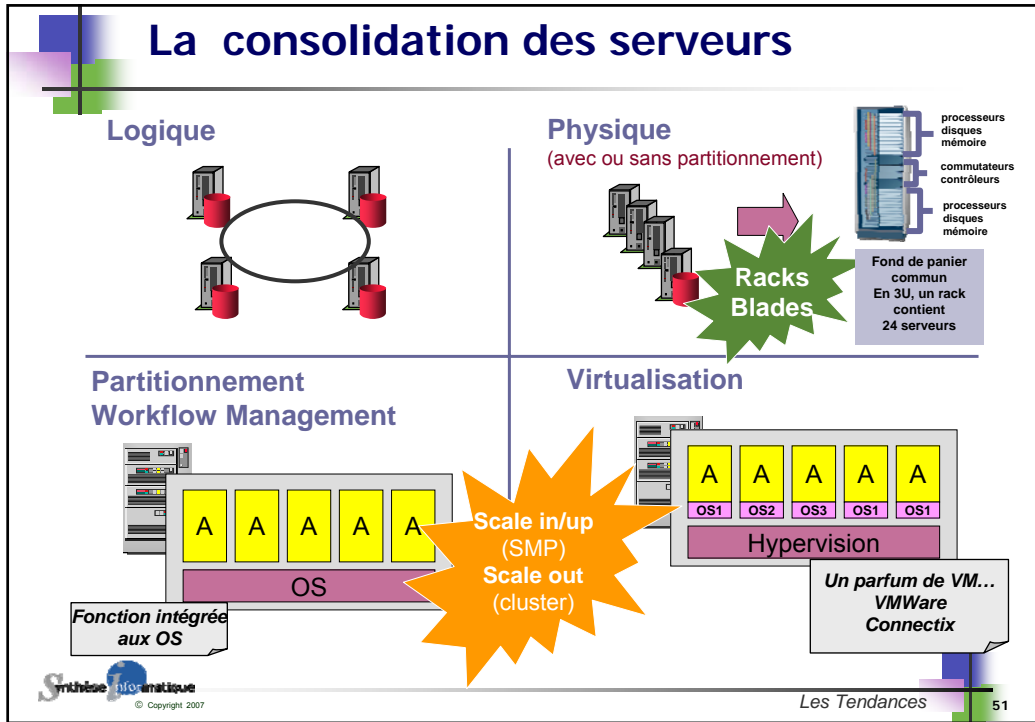 La consolidation des serveurs
Logique
Physique
(avec ou sans partitionnement)
processeurs
disques
mémoire
commutateurs
contrôleurs
processeurs
disques
mémoire
Racks
Blades
Fond de panier
commun
En 3U, un rack
contient
24 serveurs
Partitionnement
Workflow Management
A A A A A
OS
Fonction intégrée
aux OS
Scale in/up
(SMP)
Scale out
(cluster)
Virtualisation
A A A A A
OS1 OS2 OS3 OS1 OS1
Hypervision
Un parfum de VM…
VMWare
Connectix
Synthèse Informatique
© Copyright 2007
Les Tendances
51